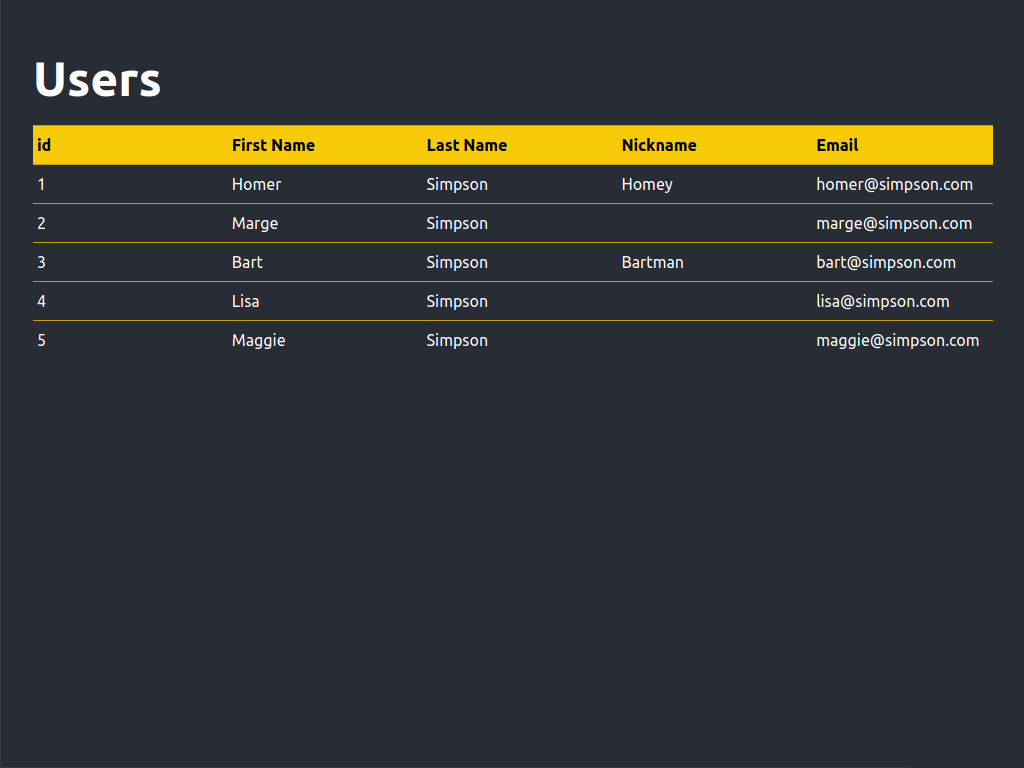 Users
id First Name Last Name Nickname Email
1 Homer Simpson Homey homer@simpson.com
2 Marge Simpson marge@simpson.com
3 Bart Simpson Bartman bart@simpson.com
4 Lisa Simpson lisa@simpson.com
5 Maggie Simpson maggie@simpson.com